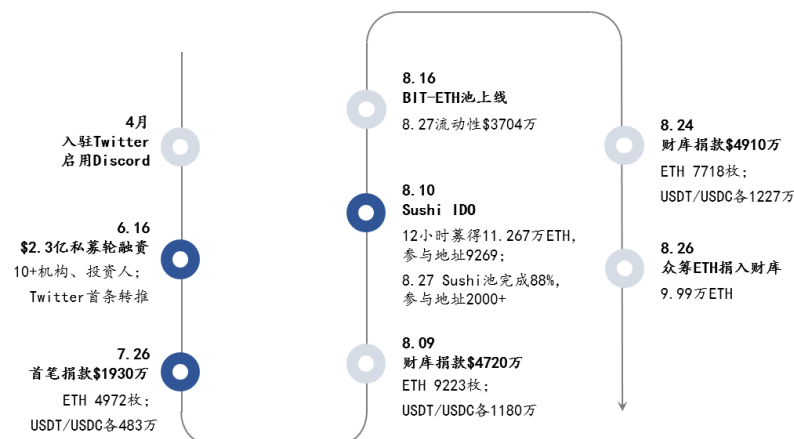 4月
入驻Twitter
启用Discord
6.16
$2.3亿私募轮融资
10+机构、投资人；
Twitter首条转推
7.26
首笔捐款$1930万
ETH 4972枚；
USDT/USDC各483万
8.09
财库捐款$4720万
ETH 9223枚；
USDT/USDC各1180万
8.10
Sushi IDO
12小时募得11.267万ETH，
参与地址9269；
8.27 Sushi池完成88%，
参与地址2000+
8.16
BIT-ETH池上线
8.27流动性$3704万
8.24
财库捐款$4910万
ETH 7718枚；
USDT/USDC各1227万
8.26
众筹ETH捐入财库
9.99万ETH